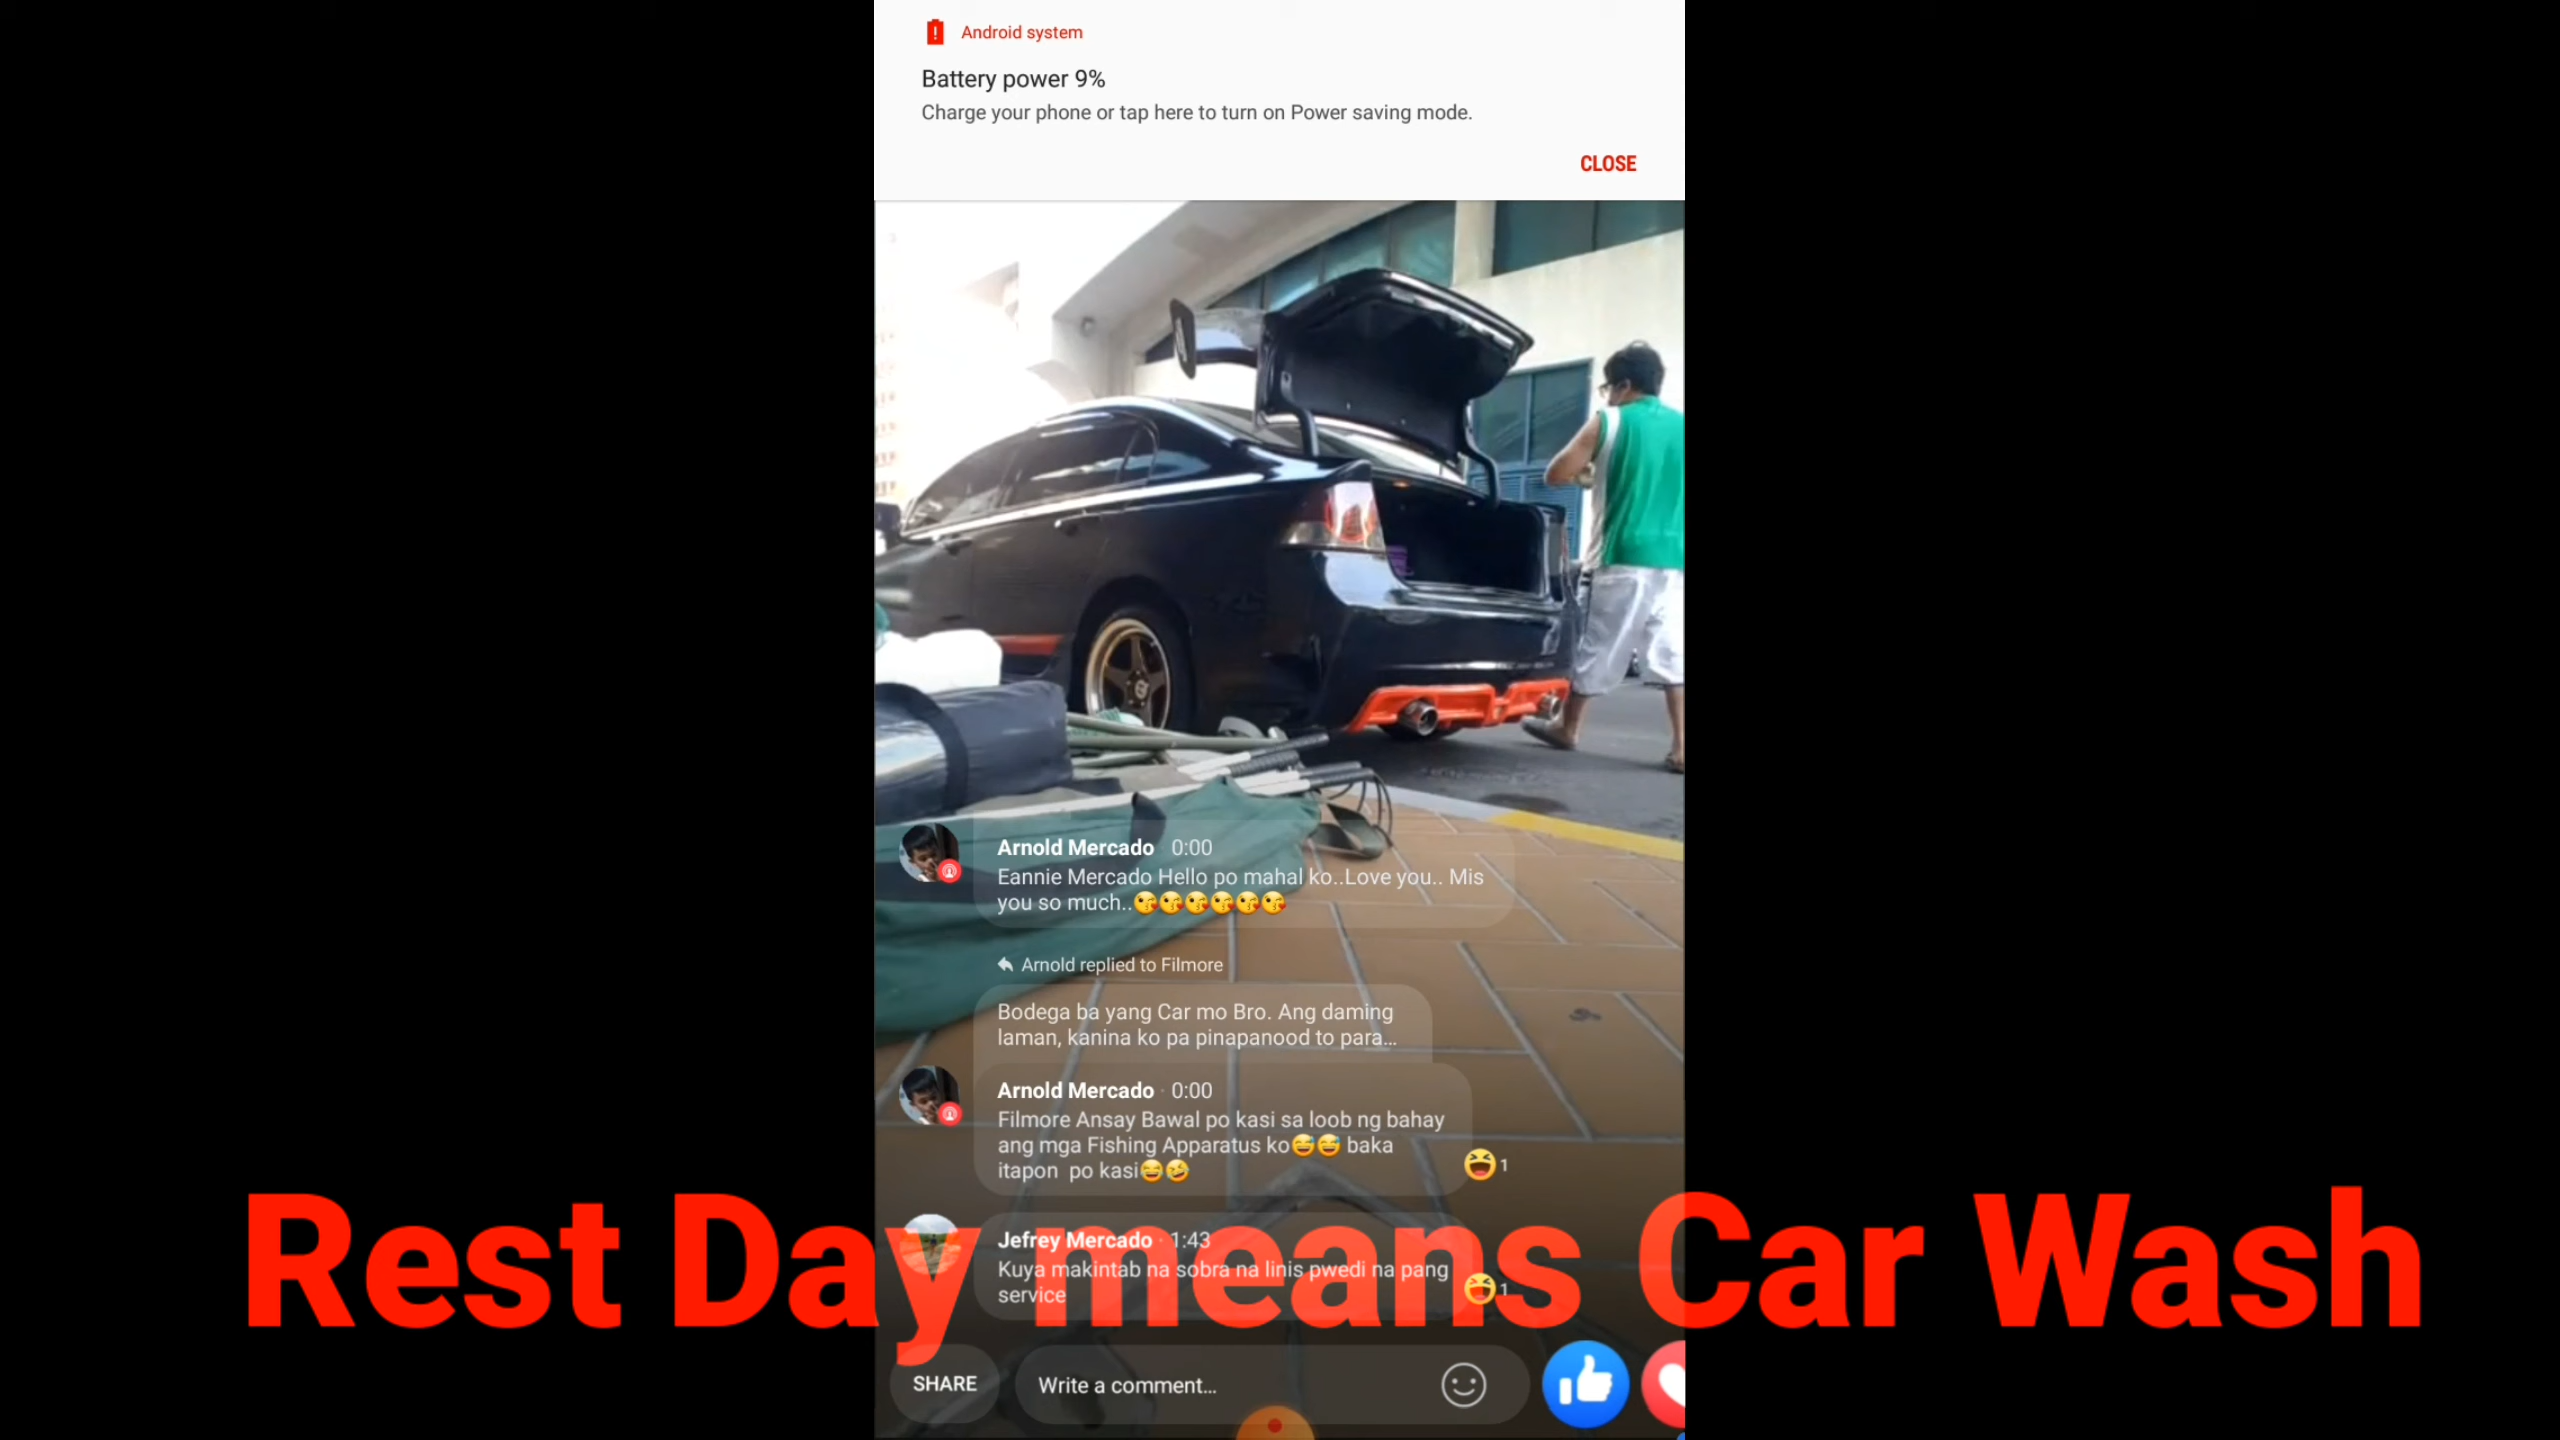 Android system
Battery power 9%
Charge your phone or tap here to turn on Power saving mode.
CLOSE
Arnold Mercado 0:00
Eannie Mercado Hello po mahal ko..Love you.. Mis
you so much..😘😘😘😘😘😘
Arnold replied to Filmore
Bodega ba yang Car mo Bro. Ang daming
laman, kanina ko pa pinapanood to para...
Arnold Mercado · 0:00
Filmore Ansay Bawal po kasi sa loob ng bahay
ang mga Fishing Apparatus ko😅😅 baka
itapon po kasi😂🤣
1
Jefrey Mercado · 1:43
Kuya makintab na sobra na linis pwedi na pang
service
1
Rest Day means Car Wash
SHARE
Write a comment...